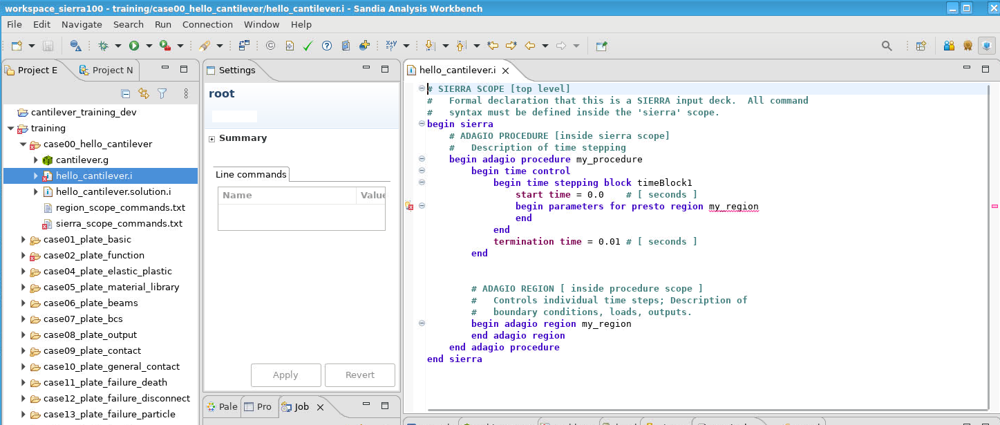 workspace_sierra100 - training/case00_hello_cantilever/hello_cantilever.i - Sandia Analysis Workbench
File Edit Navigate Search Run Connection Window Help
Project E
Project N
cantilever_training_dev
training
case00_hello_cantilever
cantilever.g
hello_cantilever.i
hello_cantilever.solution.i
region_scope_commands.txt
sierra_scope_commands.txt
case01_plate_basic
case02_plate_function
case04_plate_elastic_plastic
case05_plate_material_library
case06_plate_beams
case07_plate_bcs
case08_plate_output
case09_plate_contact
case10_plate_general_contact
case11_plate_failure_death
case12_plate_failure_disconnect
case13_plate_failure_particle
Settings
root
Summary
Line commands
Name Value
Apply Revert
Pale Pro Job
hello_cantilever.i
# SIERRA SCOPE [top level]
#   Formal declaration that this is a SIERRA input deck.  All command
#   syntax must be defined inside the 'sierra' scope.
begin sierra
    # ADAGIO PROCEDURE [inside sierra scope]
    #   Description of time stepping
    begin adagio procedure my_procedure
        begin time control
            begin time stepping block timeBlock1
                start time = 0.0    # [ seconds ]
                begin parameters for presto region my_region
                end
            end
            termination time = 0.01 # [ seconds ]
        end
        # ADAGIO REGION [ inside procedure scope ]
        #   Controls individual time steps; Description of
        #   boundary conditions, loads, outputs.
        begin adagio region my_region
        end adagio region
    end adagio procedure
end sierra